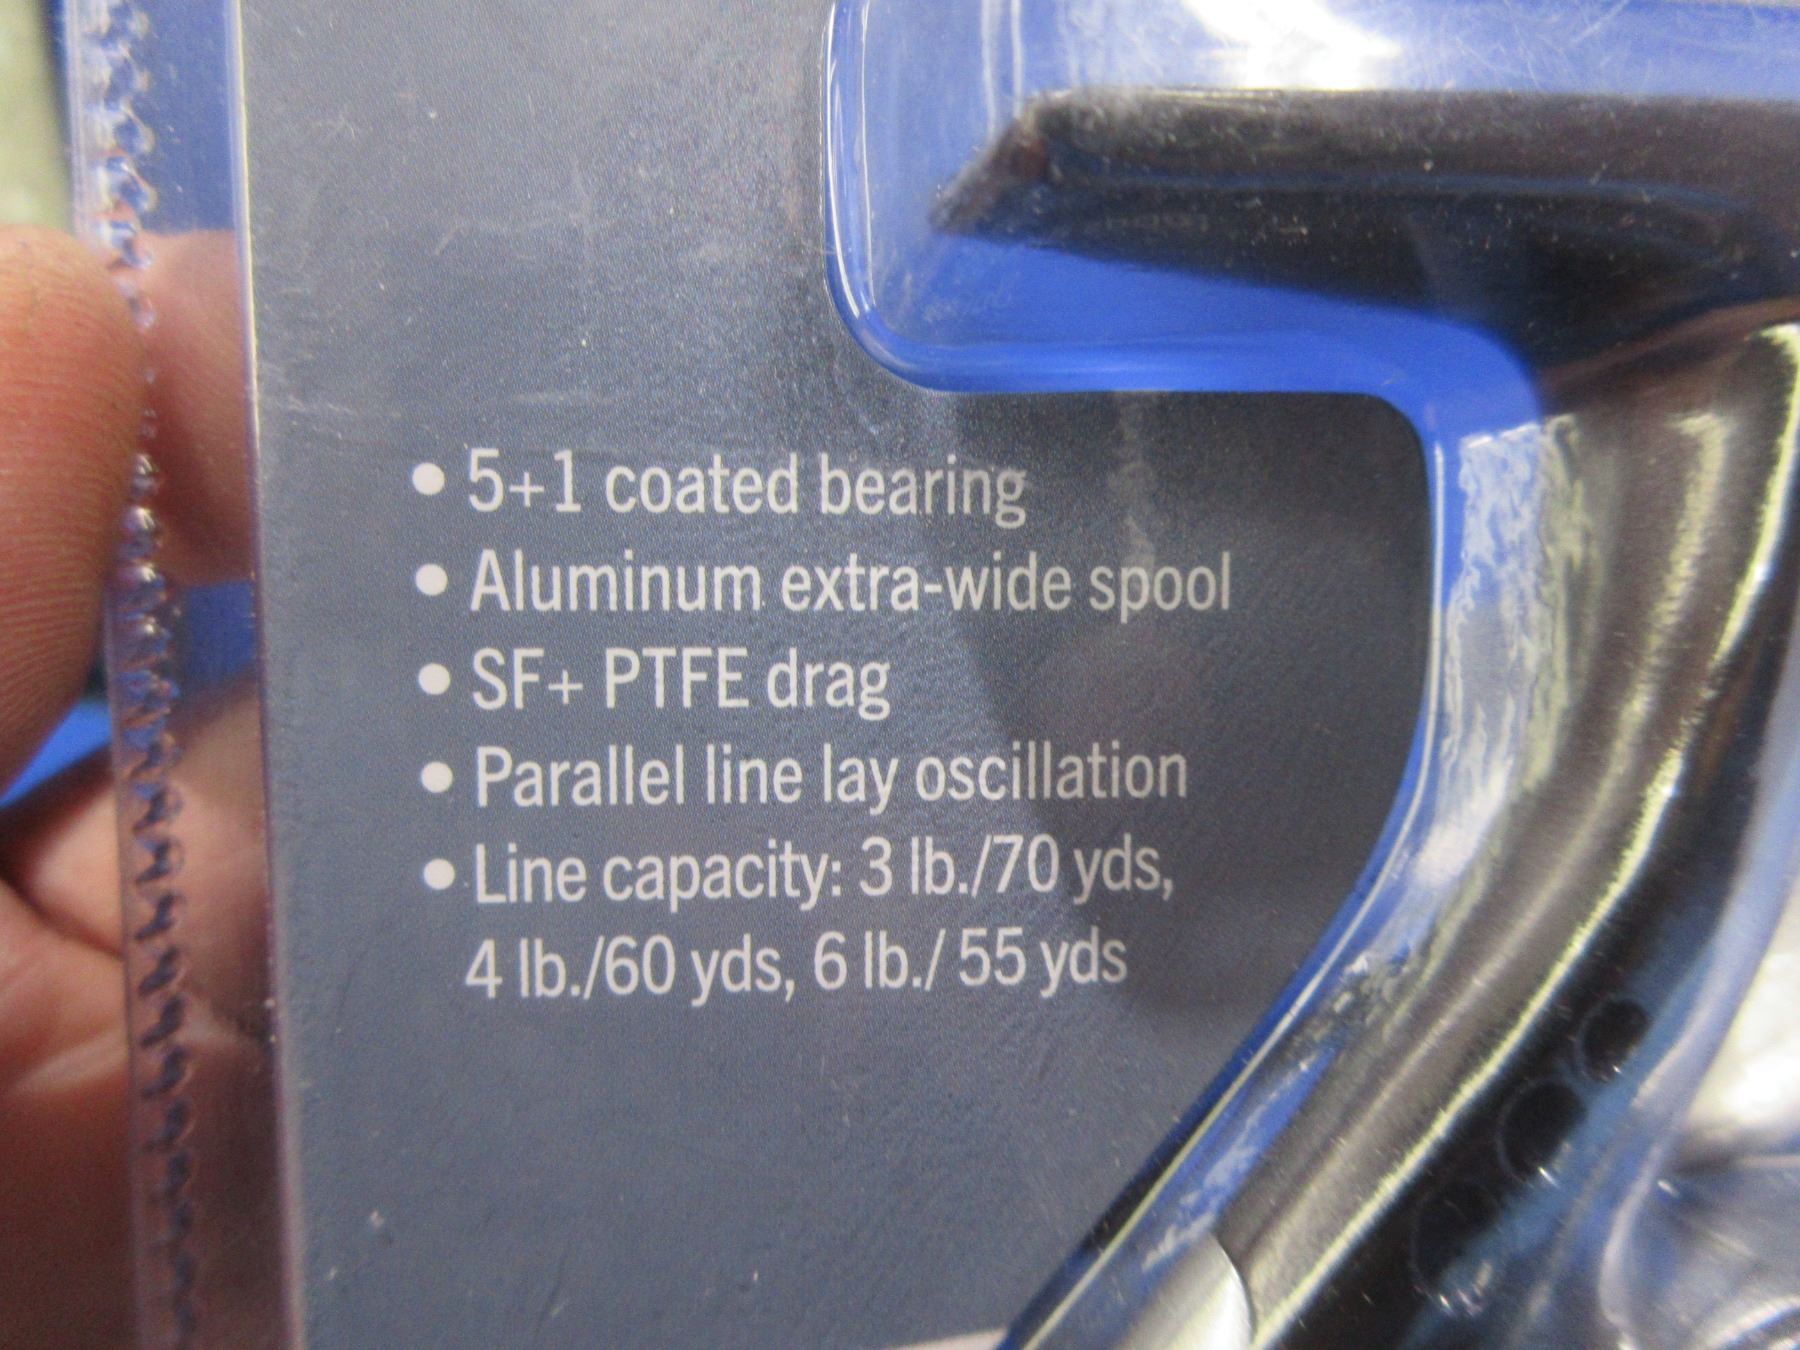 • 5+1 coated bearing
• Aluminum extra-wide spool
• SF+ PTFE drag
• Parallel line lay oscillation
• Line capacity: 3 lb./70 yds,
4 lb./60 yds, 6 lb./ 55 yds